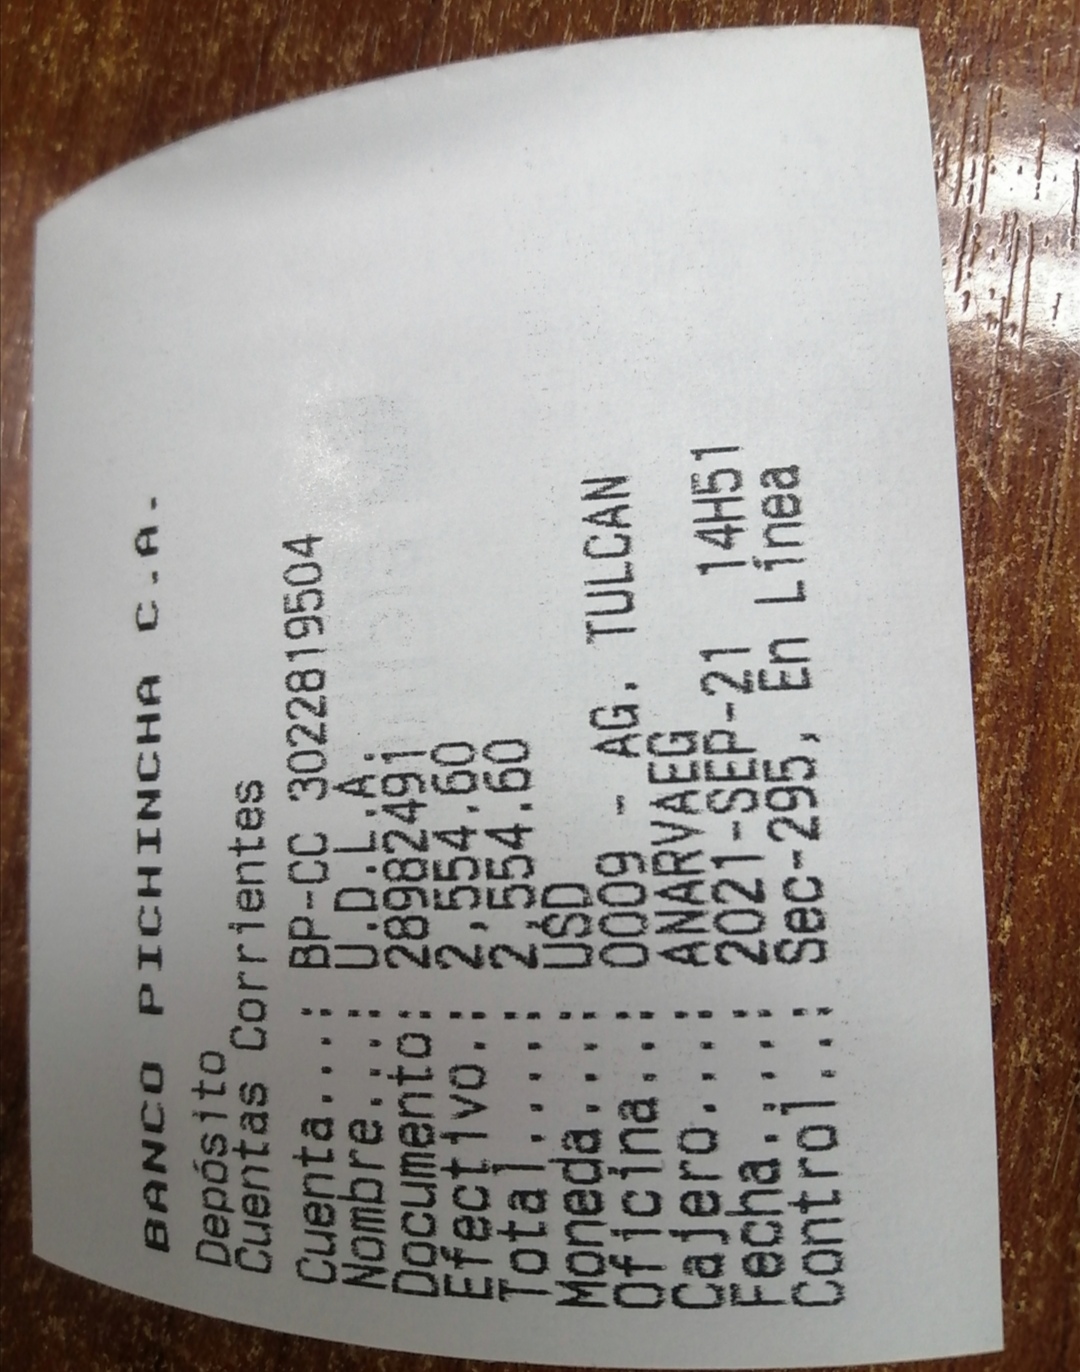 BANCO PICHINCHA C.A.
Depósito
Cuentas Corrientes
Cuenta...: BP-CC 3022819504
Nombre...: U.D.L.A.
Documento: 28982491
Efectivo.: 2,554.60
Total....: 2,554.60
Moneda...: USD
Oficina..: 0009 - AG. TULCAN
Cajero...: ANARVAEG
Fecha....: 2021-SEP-21 14H51
Control..: Sec-295, En Línea